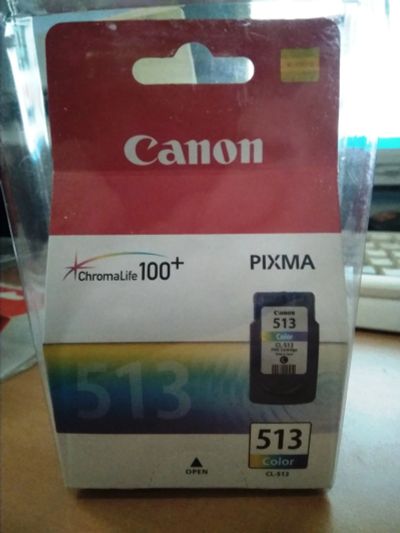 Canon
ChromaLife 100+
PIXMA
Canon
513
Color
CL-513
513
513
Color
CL-513
OPEN